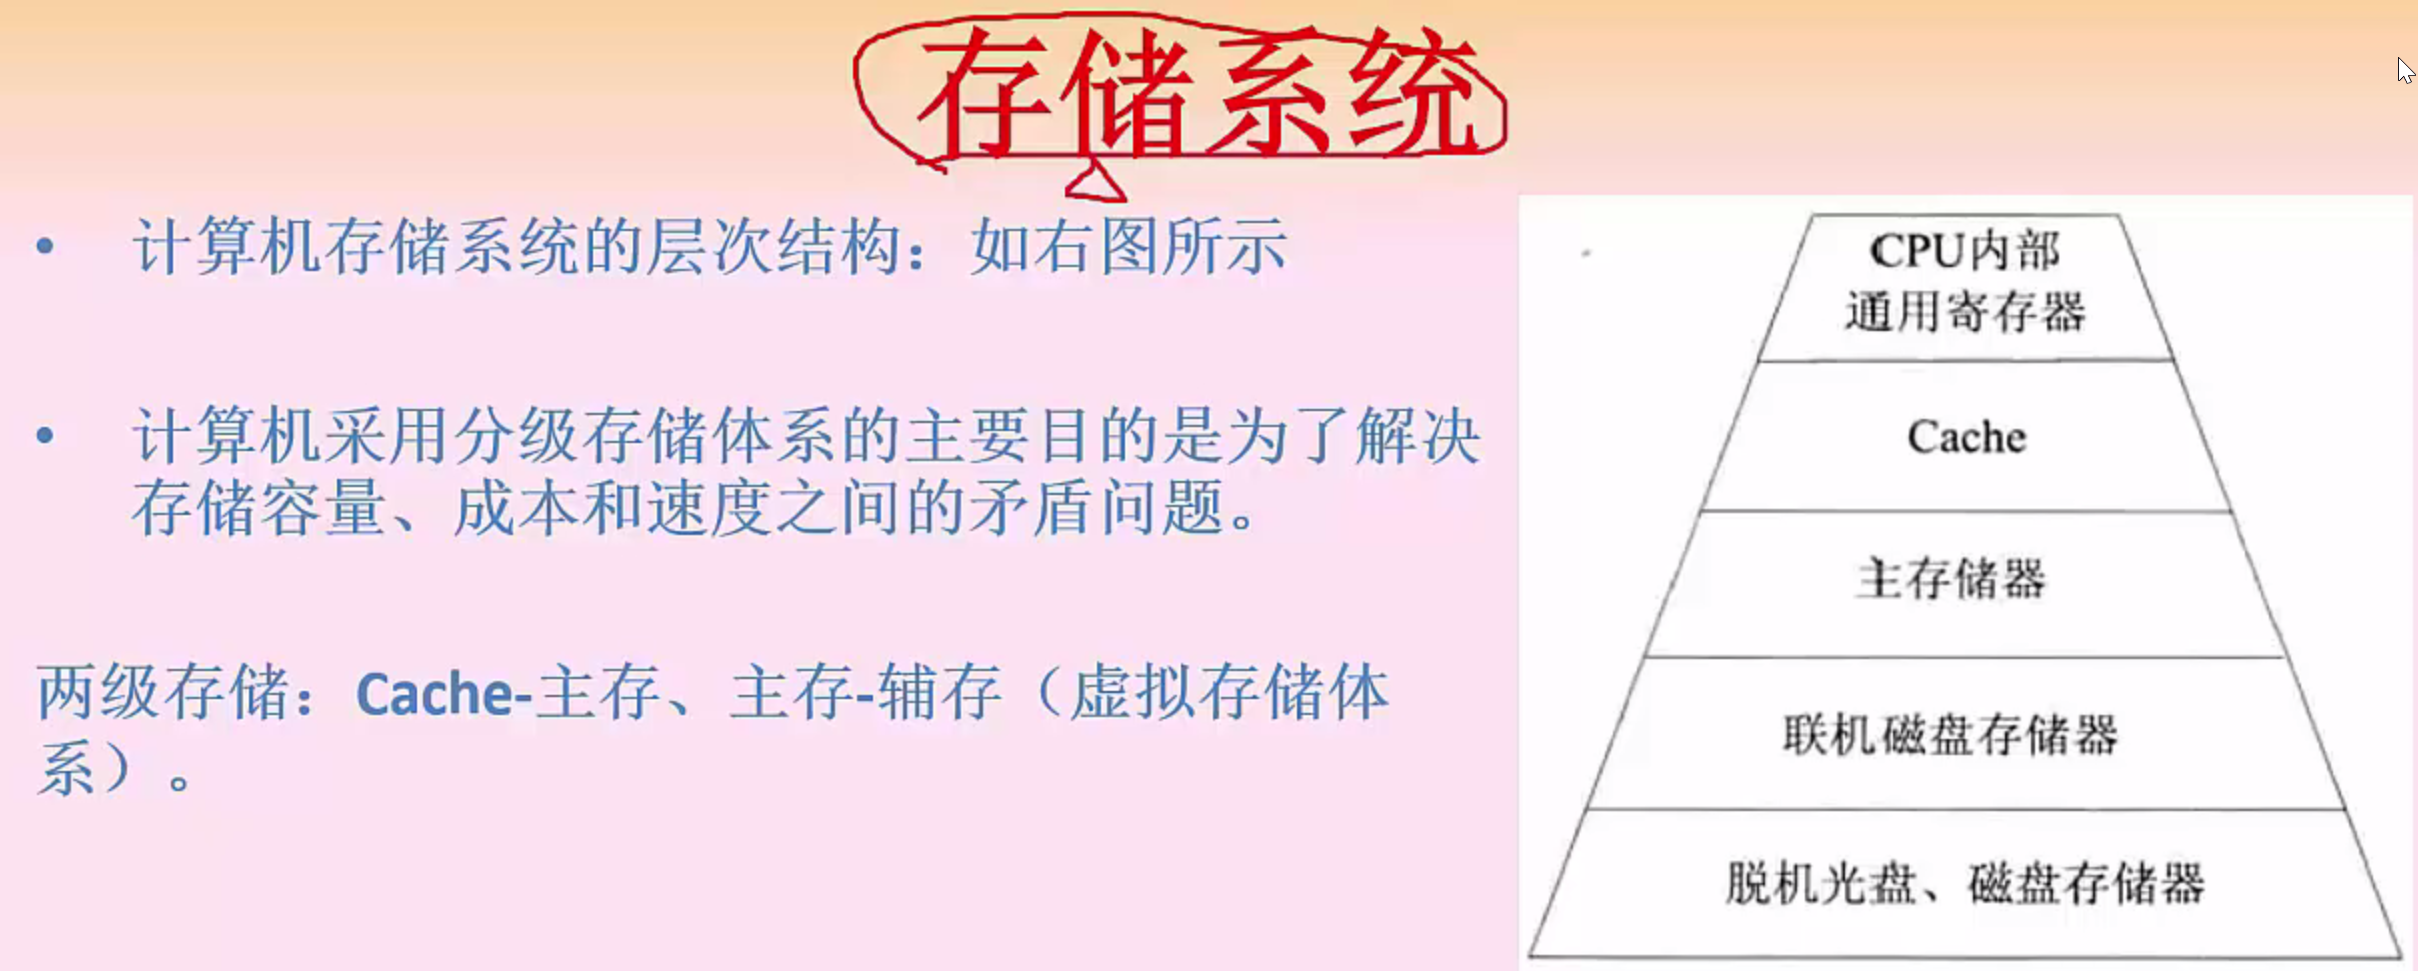 存储系统
• 计算机存储系统的层次结构：如右图所示
• 计算机采用分级存储体系的主要目的是为了解决
存储容量、成本和速度之间的矛盾问题。
两级存储：Cache-主存、主存-辅存（虚拟存储体
系）。
CPU内部
通用寄存器
Cache
主存储器
联机磁盘存储器
脱机光盘、磁盘存储器